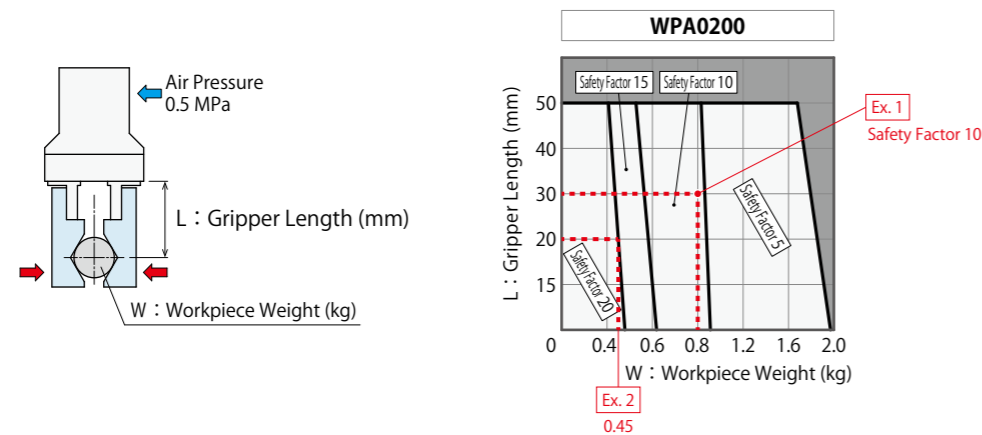 Air Pressure
0.5 MPa
L：Gripper Length (mm)
W：Workpiece Weight (kg)
WPA0200
L：Gripper Length (mm)
50
40
30
20
15
Safety Factor 15
Safety Factor 10
Safety Factor 5
Safety Factor 20
Ex. 1
Safety Factor 10
0 0.4 0.6 0.8 1.2 1.6 2.0
W：Workpiece Weight (kg)
Ex. 2
0.45